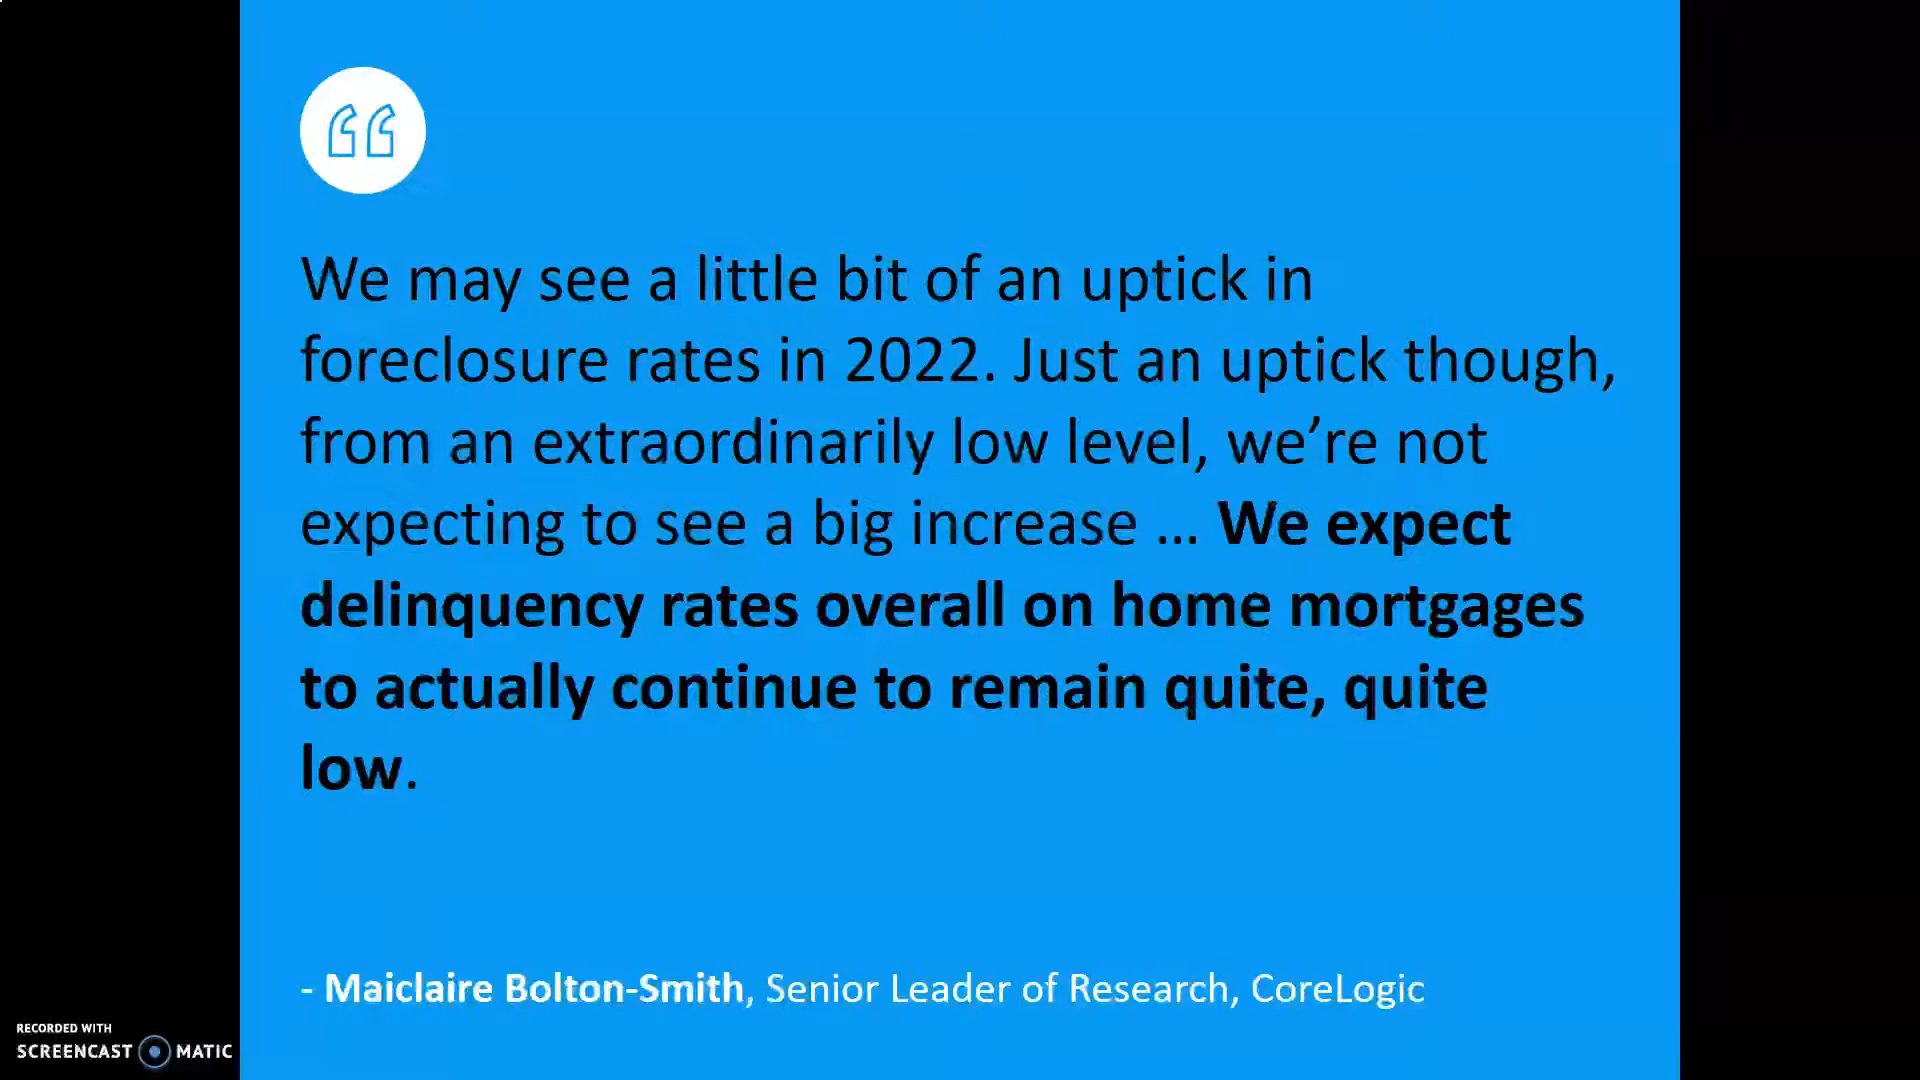 “
We may see a little bit of an uptick in
foreclosure rates in 2022. Just an uptick though,
from an extraordinarily low level, we’re not
expecting to see a big increase ... We expect
delinquency rates overall on home mortgages
to actually continue to remain quite, quite
low.
- Maiclaire Bolton-Smith, Senior Leader of Research, CoreLogic
RECORDED WITH
SCREENCAST MATIC